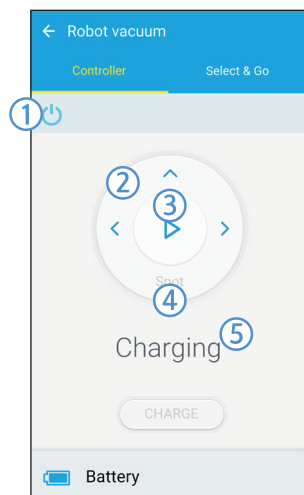 ← Robot vacuum
Controller Select & Go
1
2
3
Spot
4
Charging 5
CHARGE
Battery